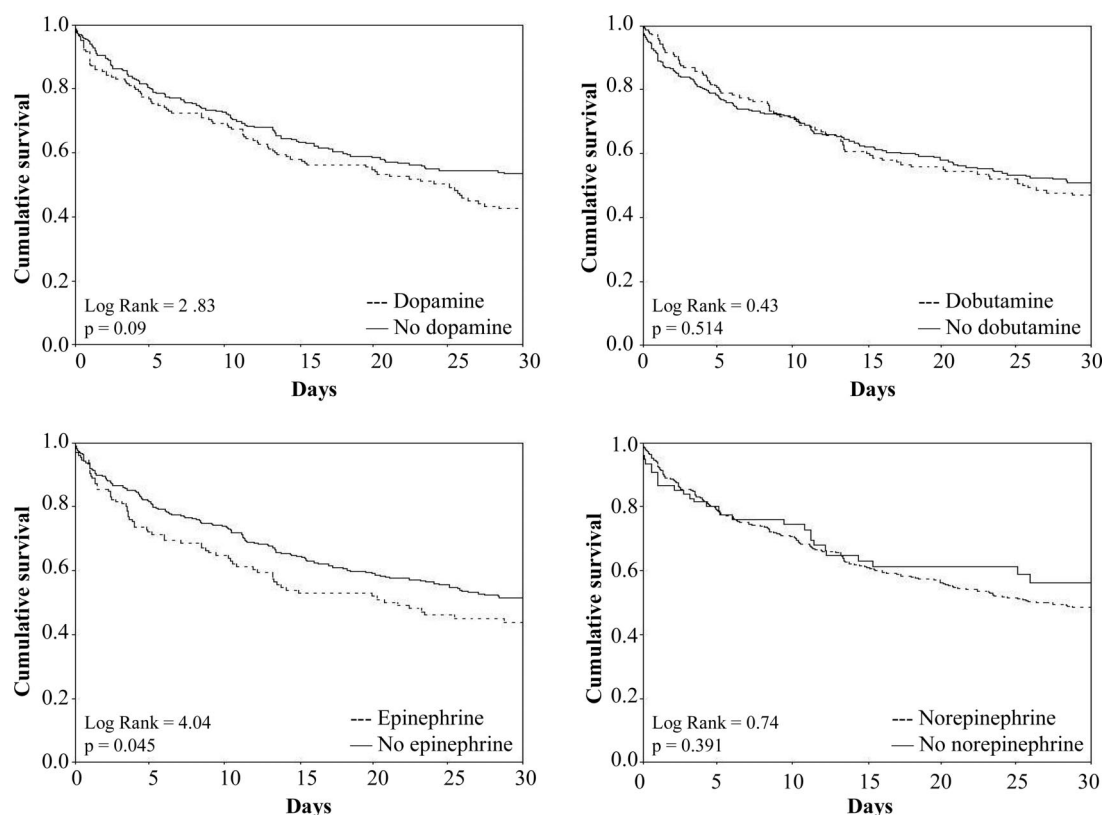 1.0
0.8
0.6
0.4
0.2
0.0
Cumulative survival
Log Rank = 2 .83
p = 0.09
Dopamine
No dopamine
0 5 10 15 20 25 30
Days
1.0
0.8
0.6
0.4
0.2
0.0
Cumulative survival
Log Rank = 0.43
p = 0.514
Dobutamine
No dobutamine
0 5 10 15 20 25 30
Days
1.0
0.8
0.6
0.4
0.2
0.0
Cumulative survival
Log Rank = 4.04
p = 0.045
Epinephrine
No epinephrine
0 5 10 15 20 25 30
Days
1.0
0.8
0.6
0.4
0.2
0.0
Cumulative survival
Log Rank = 0.74
p = 0.391
Norepinephrine
No norepinephrine
0 5 10 15 20 25 30
Days